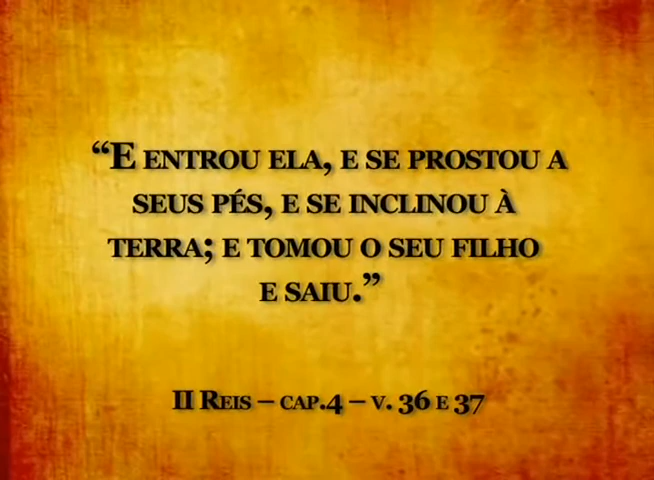 “E ENTROU ELA, E SE PROSTOU A
SEUS PÉS, E SE INCLINOU À
TERRA; E TOMOU O SEU FILHO
E SAIU.”
II REIS – CAP.4 – V. 36 E 37